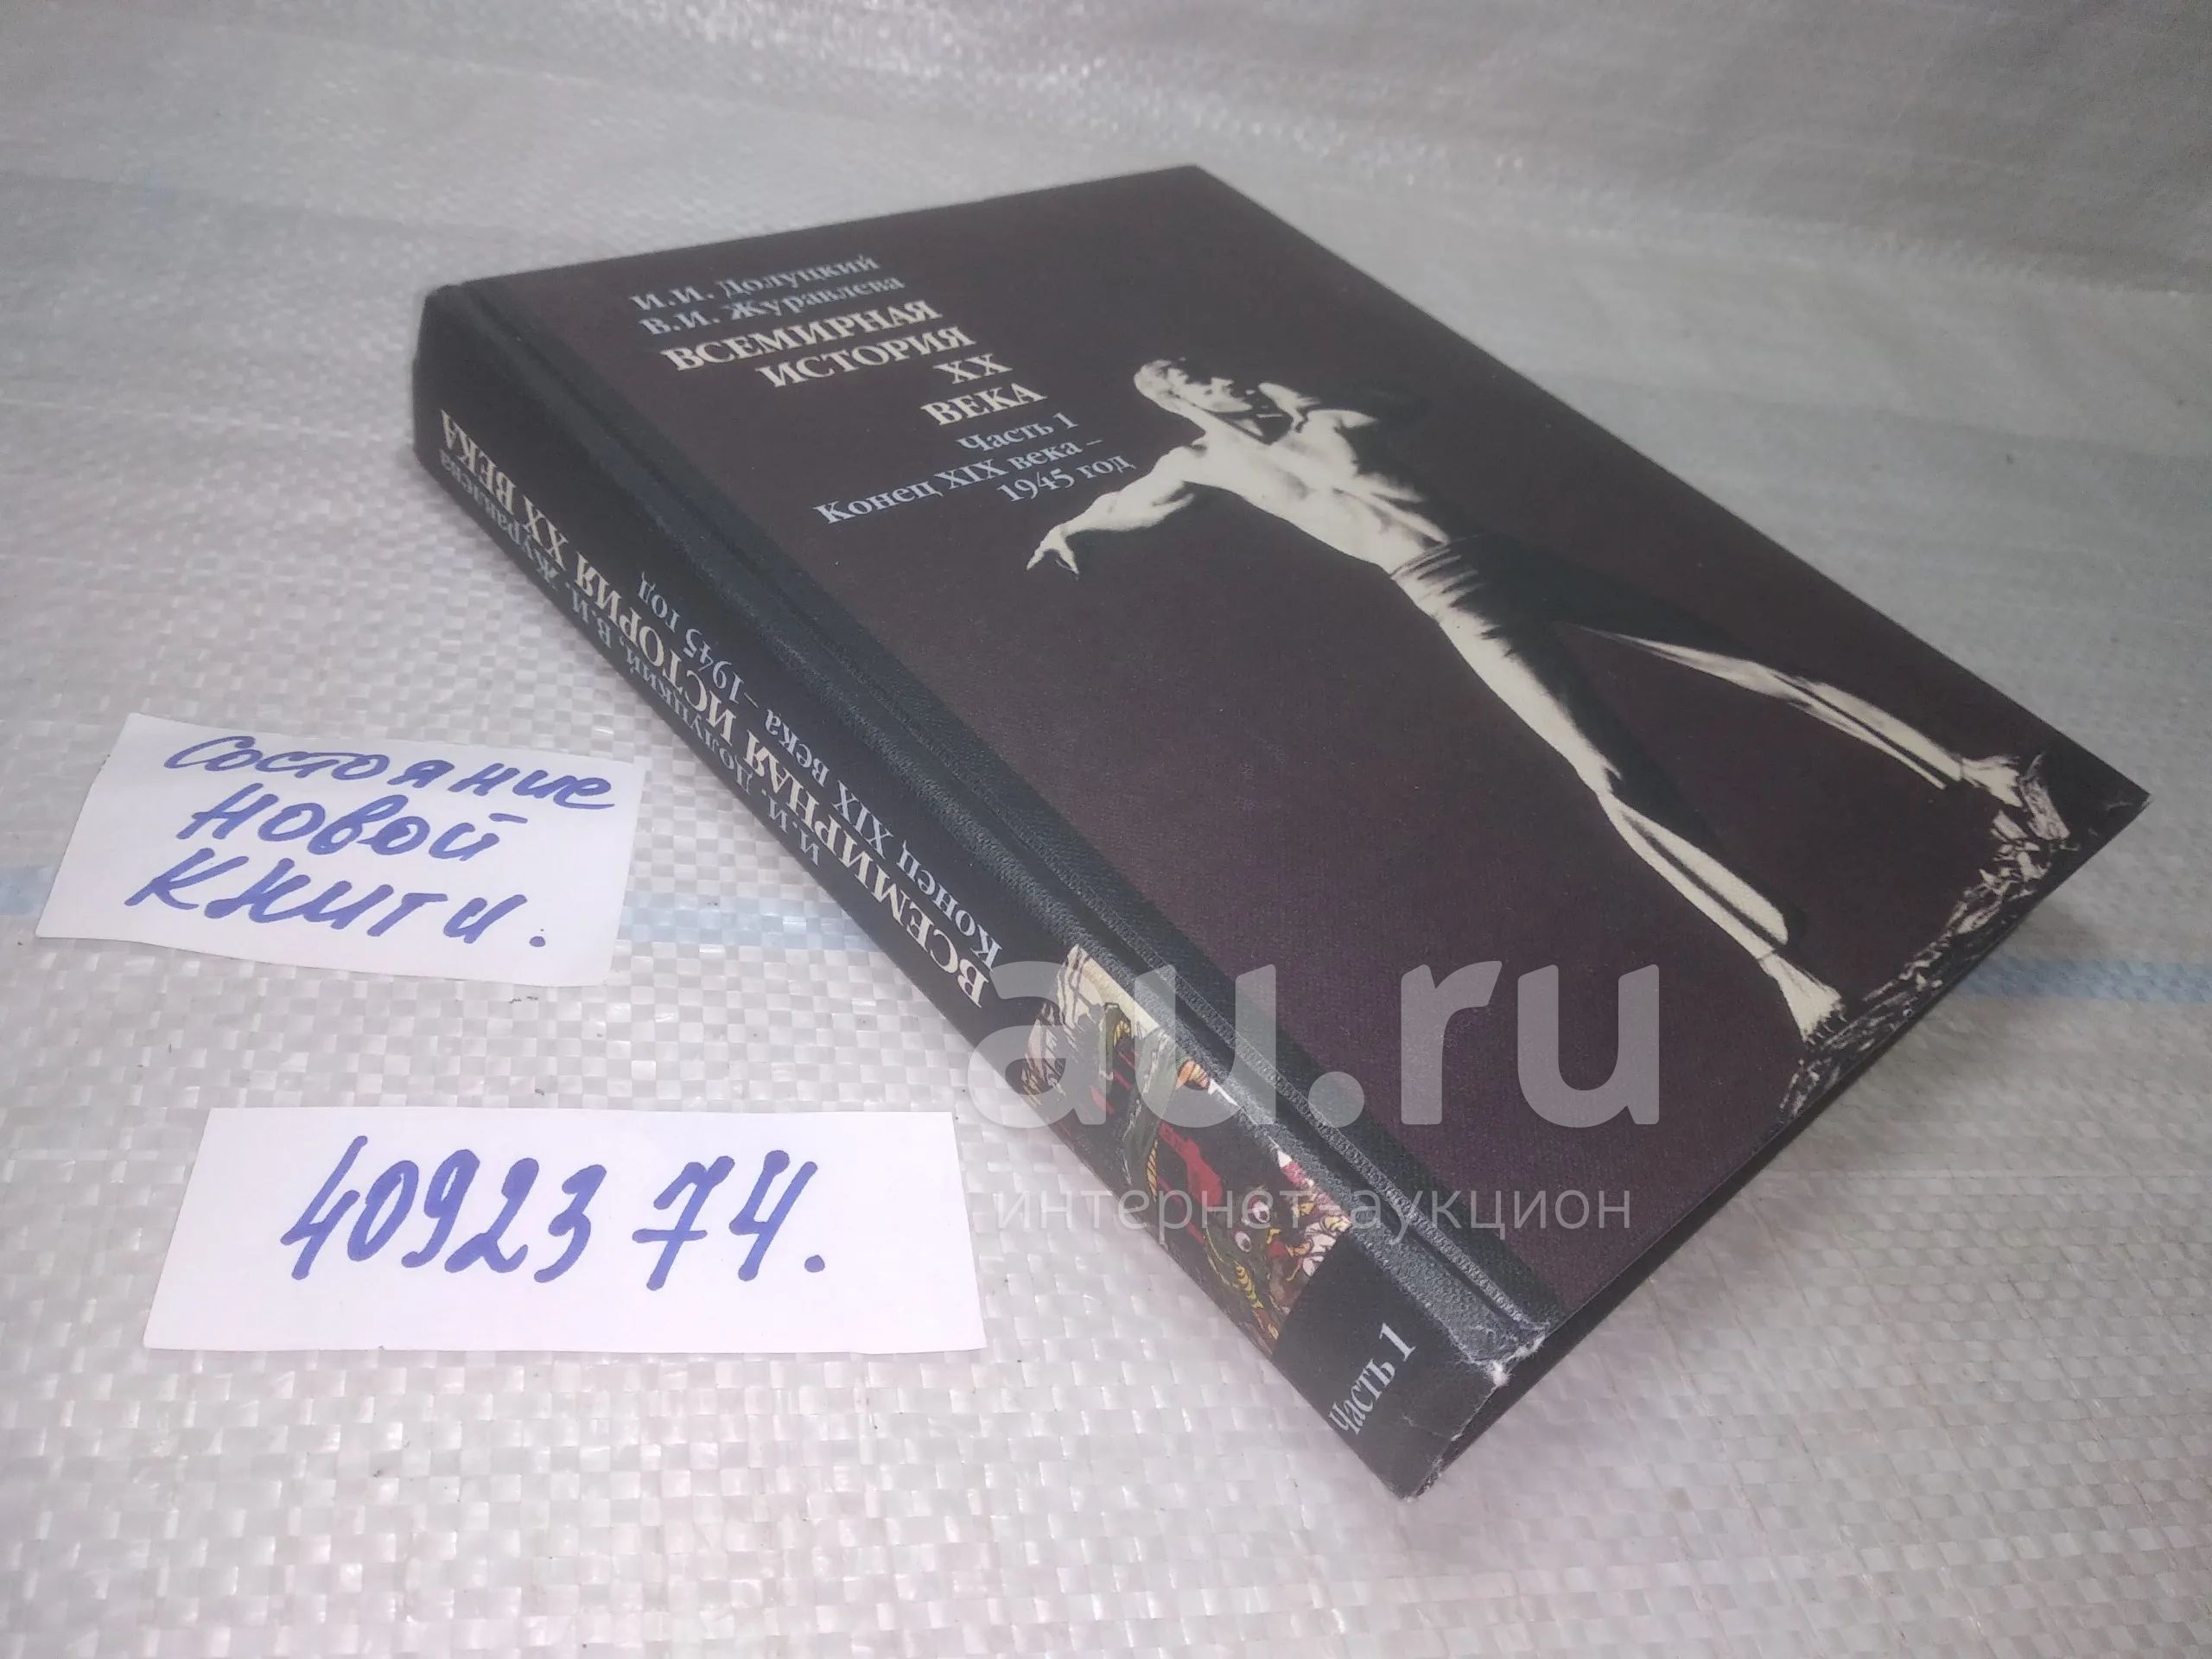 И.И. Долуцкий
В.И. Журавлева
ВСЕМИРНАЯ
ИСТОРИЯ
XX
ВЕКА
Часть 1
Конец XIX века –
1945 год
И.И. Долуцкий, В.И. Журавлева
ВСЕМИРНАЯ ИСТОРИЯ XX ВЕКА
Конец XIX века –1945 год
Часть 1
состояние
новой
книги.
4092374.
au.ru
интернет аукцион